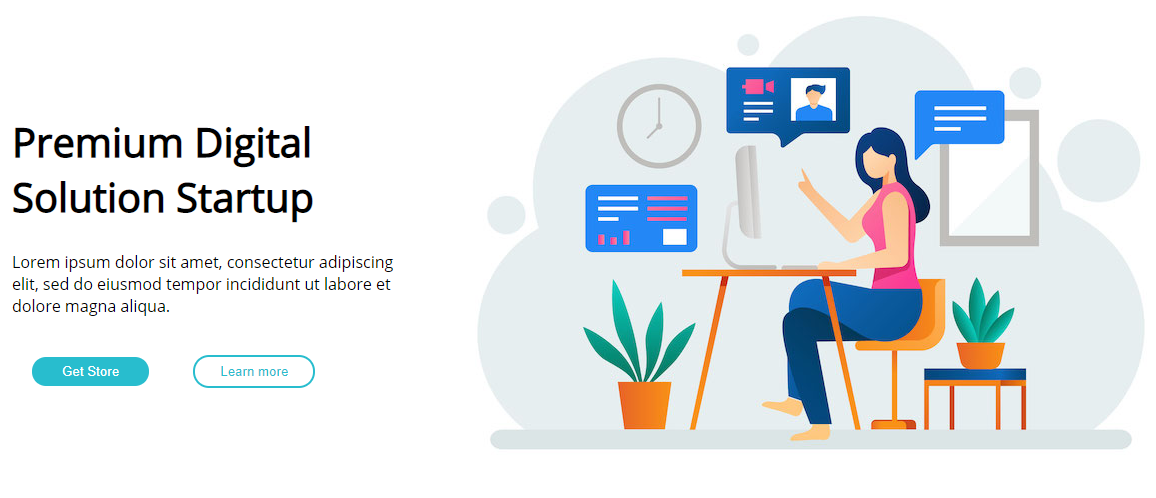 Premium Digital
Solution Startup
Lorem ipsum dolor sit amet, consectetur adipiscing
elit, sed do eiusmod tempor incididunt ut labore et
dolore magna aliqua.
Get Store
Learn more